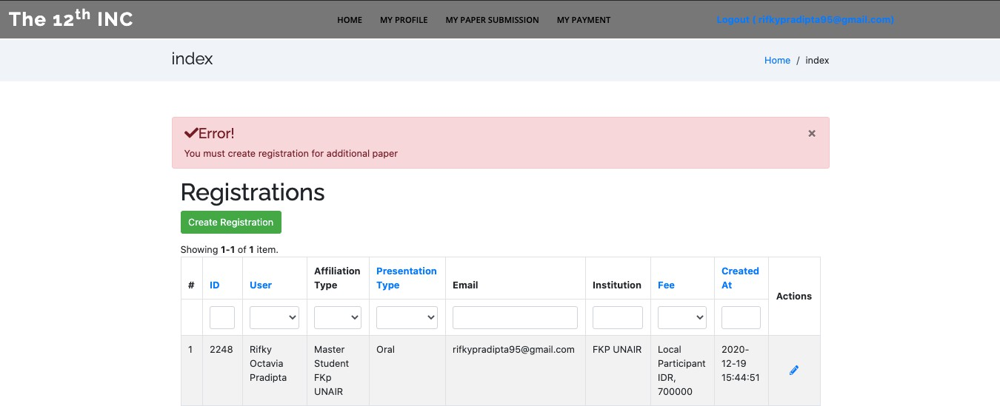 The 12th INC
HOME MY PROFILE MY PAPER SUBMISSION MY PAYMENT
Logout ( rifkypradipta95@gmail.com)
index
Home / index
Error!
×
You must create registration for additional paper
Registrations
Create Registration
Showing 1-1 of 1 item.
# ID User Affiliation Type Presentation Type Email Institution Fee Created At Actions
1 2248 Rifky Octavia Pradipta Master Student FKp UNAIR Oral rifkypradipta95@gmail.com FKP UNAIR Local Participant IDR, 700000 2020-12-19 15:44:51